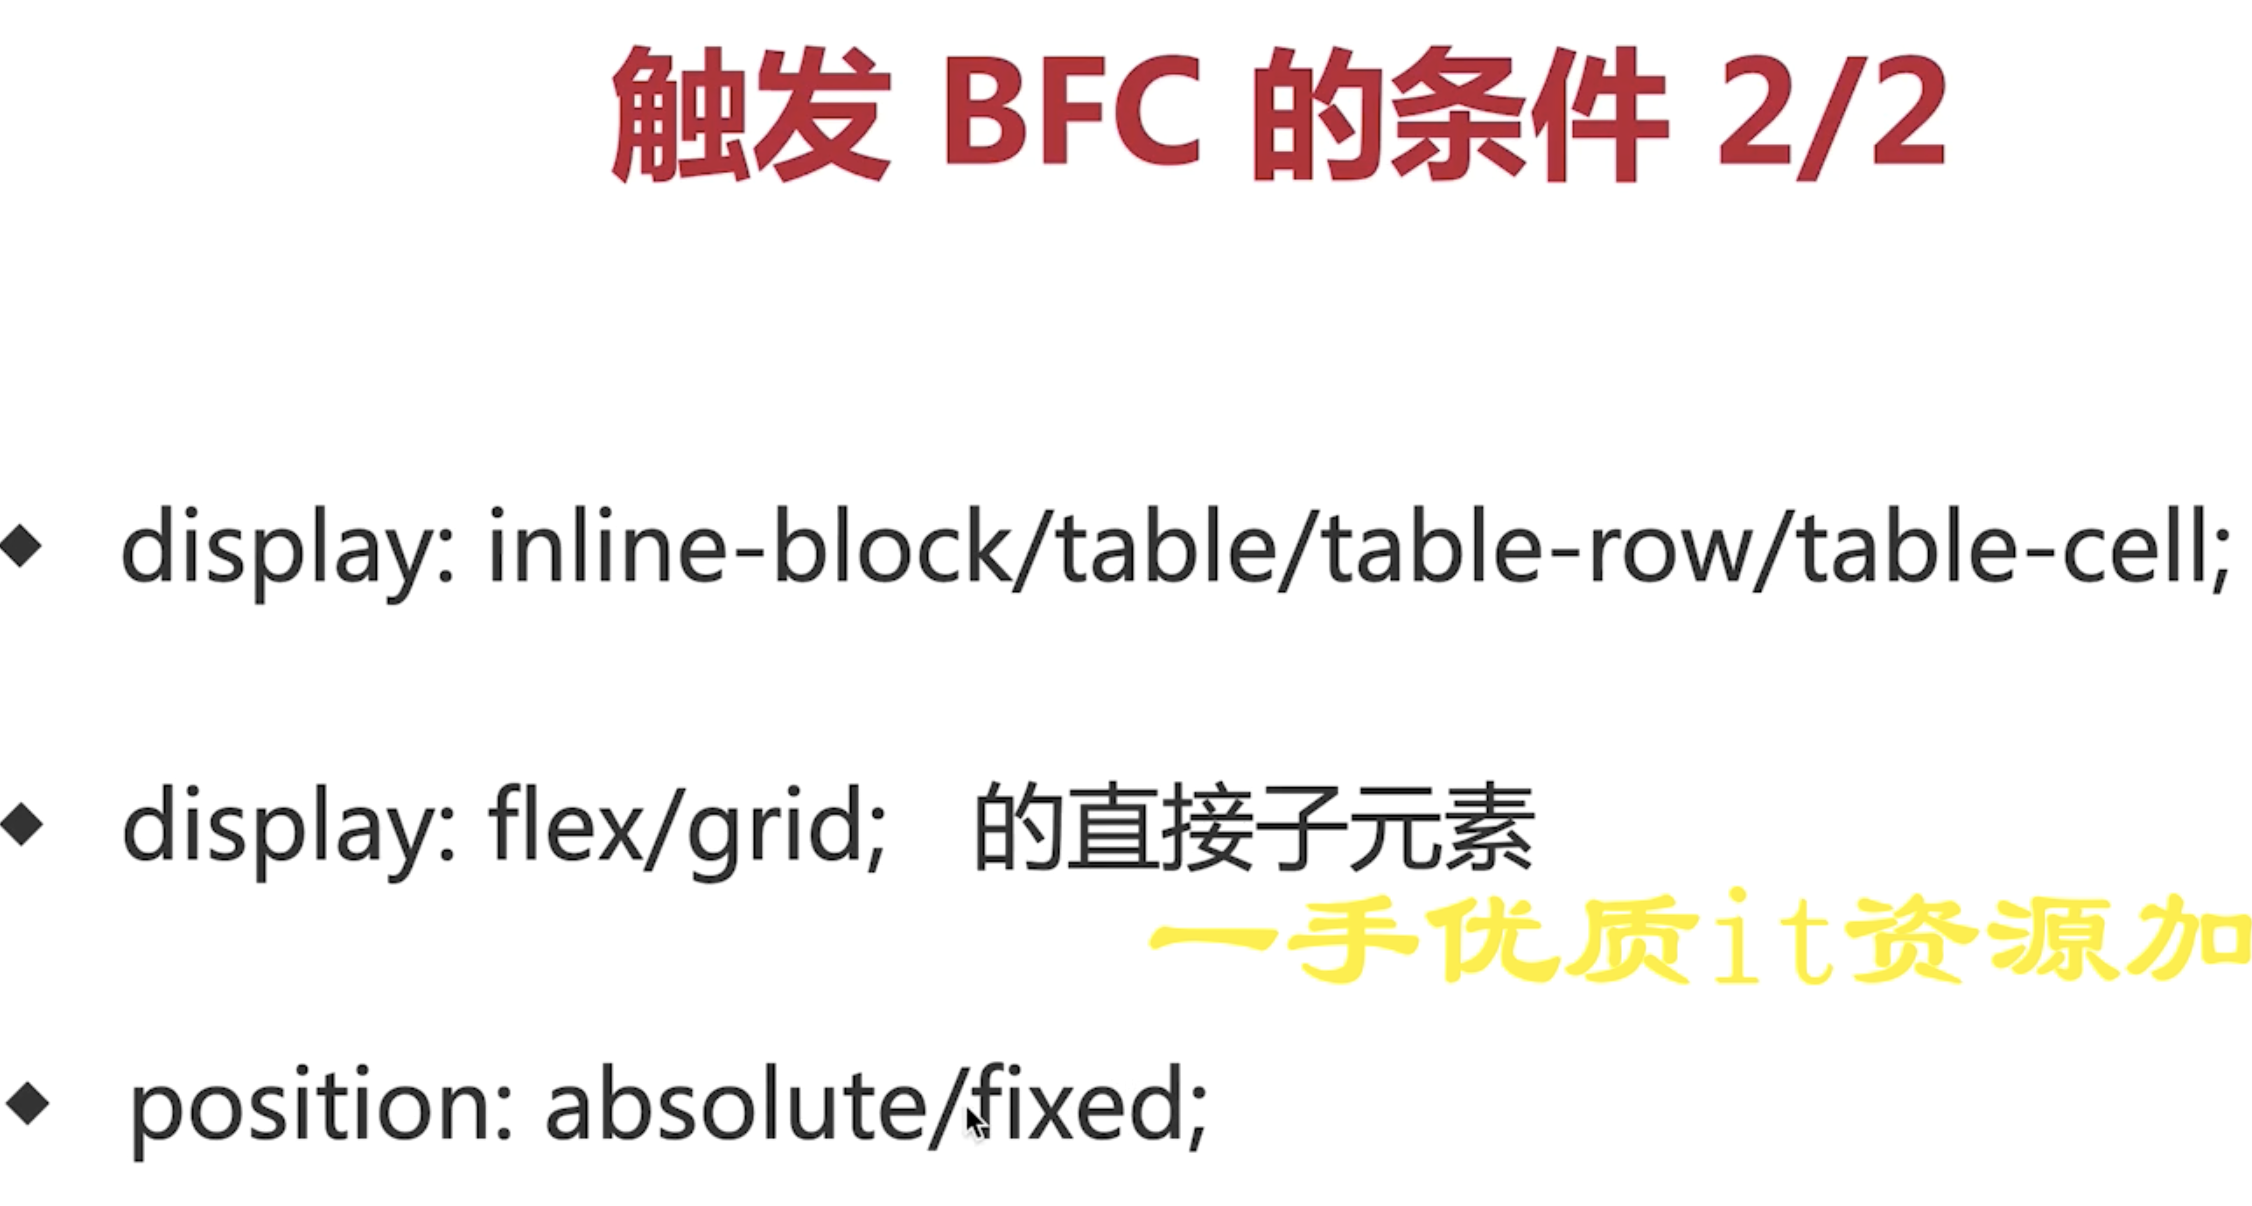 触发 BFC 的条件 2/2
◆ display: inline-block/table/table-row/table-cell;
◆ display: flex/grid; 的直接子元素
一手优质it资源加
◆ position: absolute/fixed;